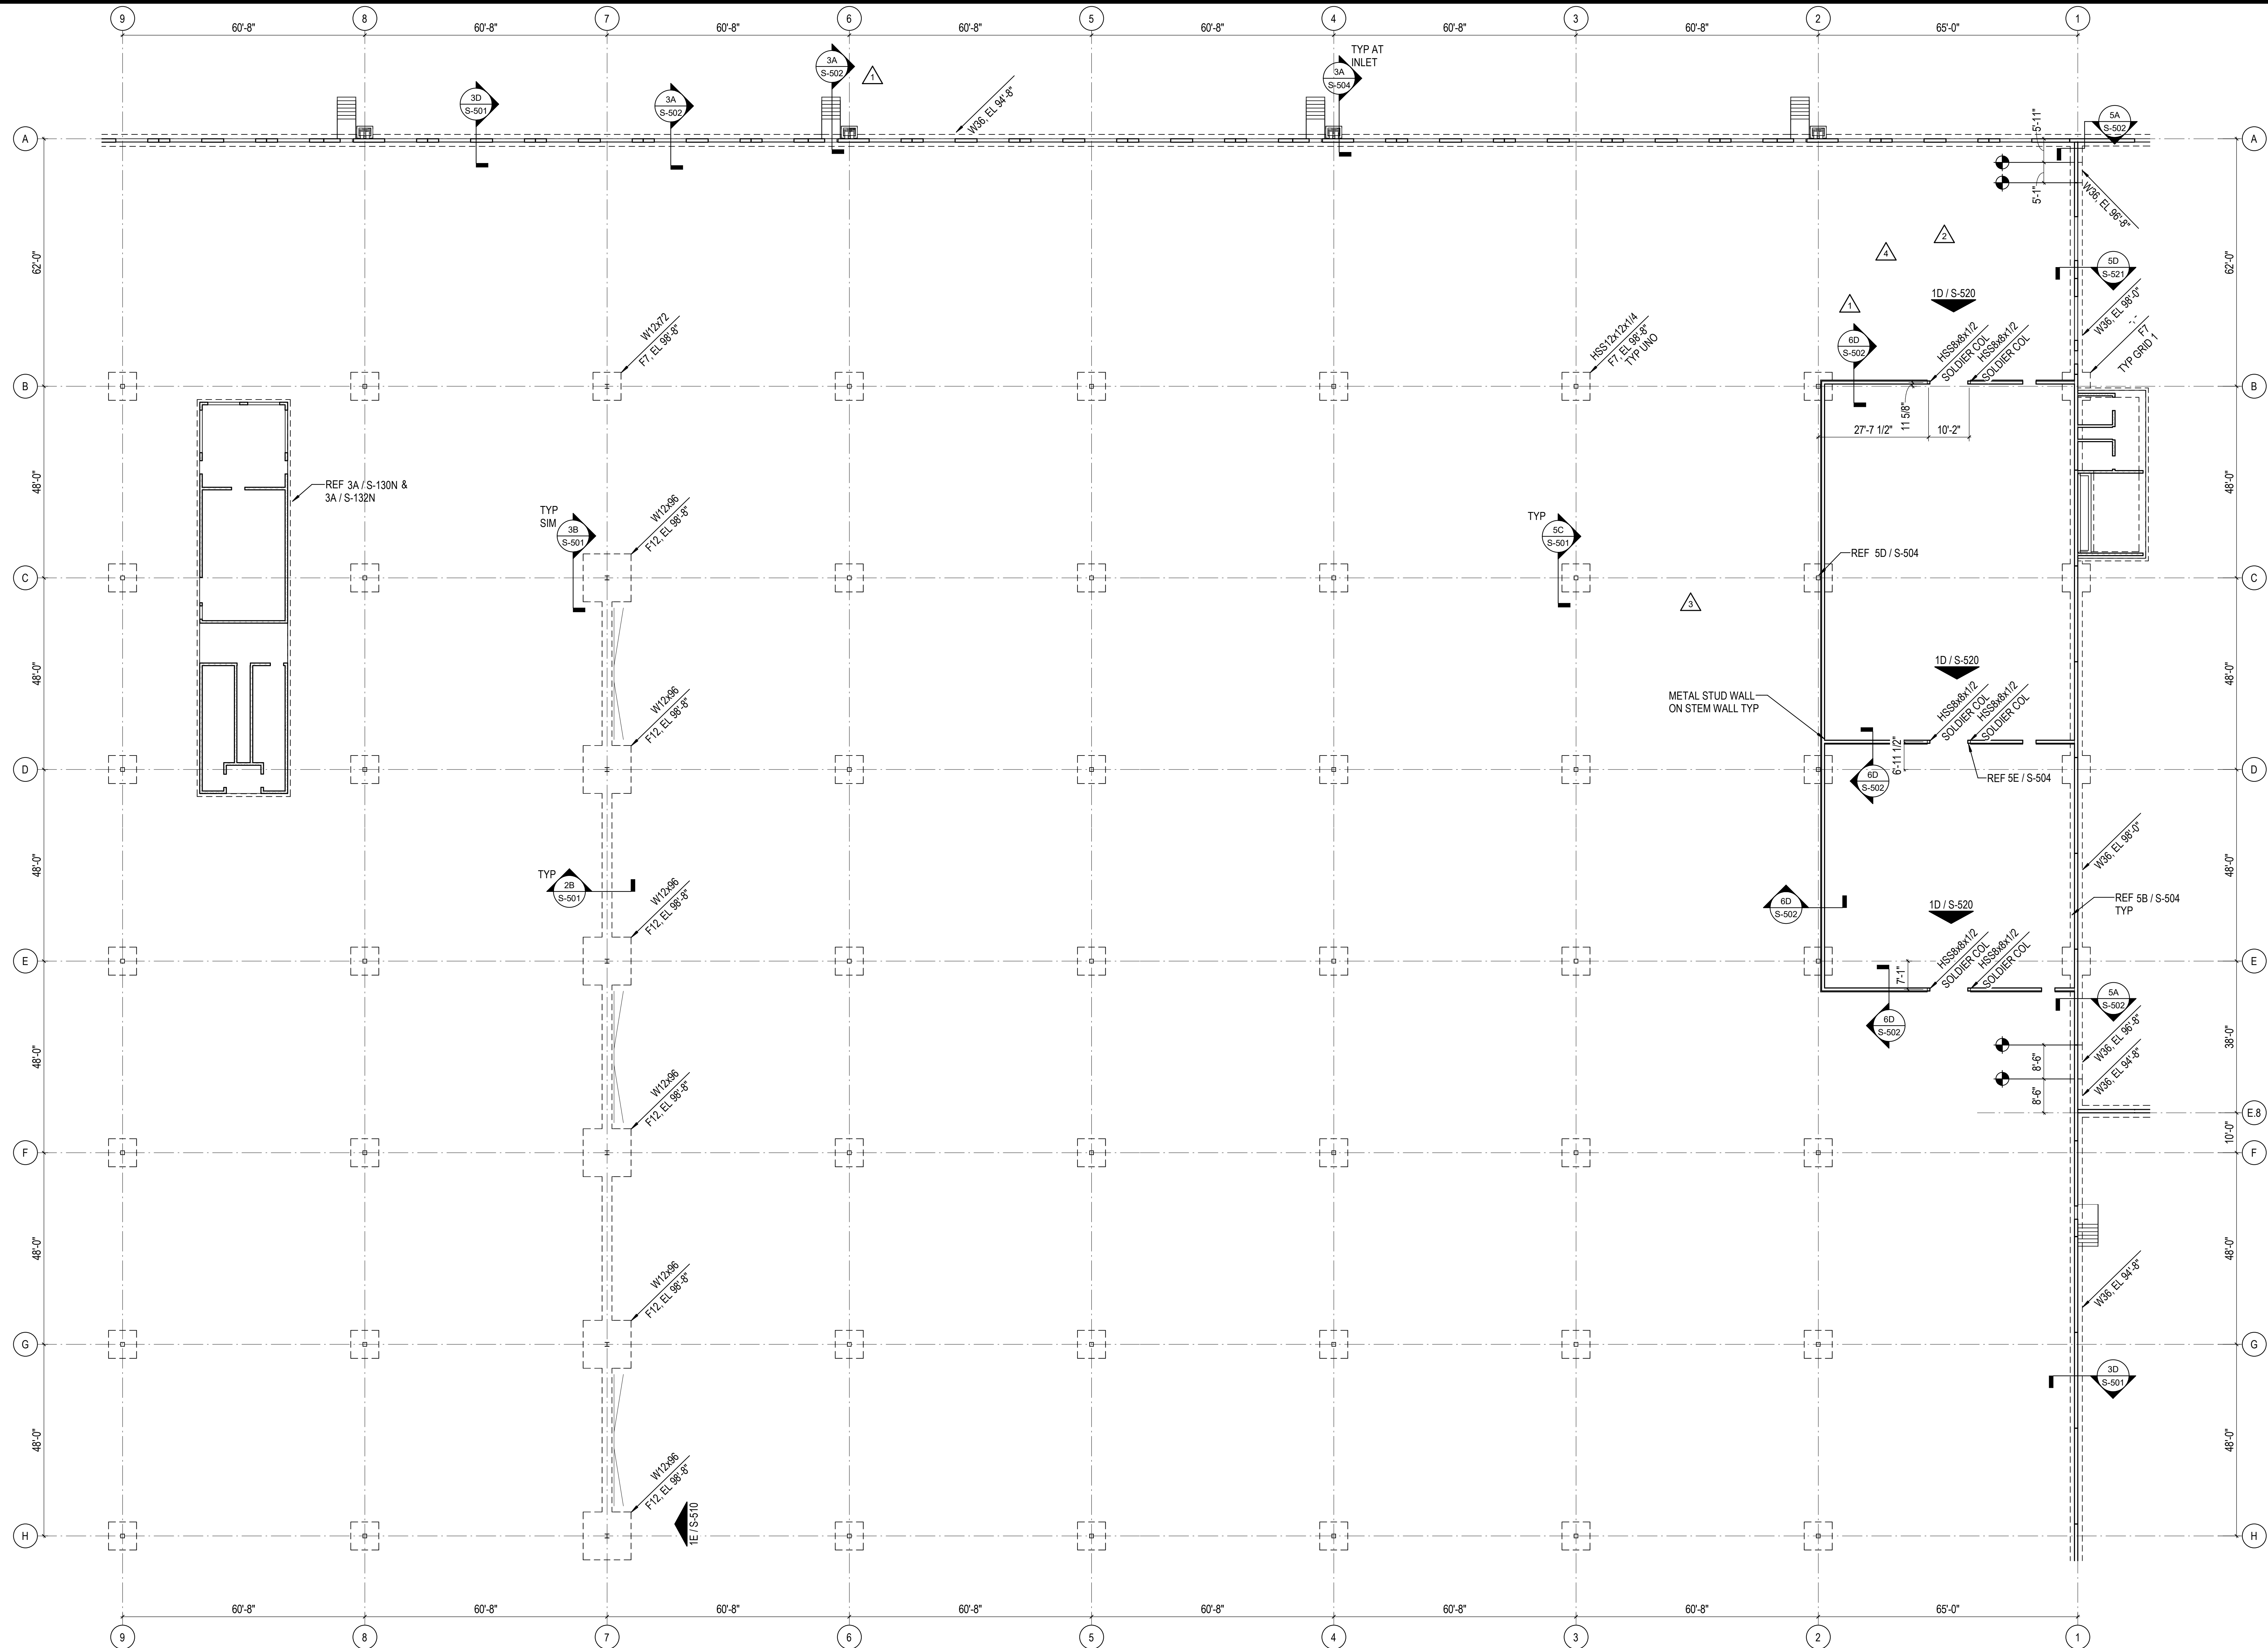 9
8
7
6
5
4
3
2
1
60'-8"
60'-8"
60'-8"
60'-8"
60'-8"
60'-8"
60'-8"
65'-0"
3D
S-501
3A
S-502
3A
S-502
1
W36, EL 94'-8"
TYP AT
INLET
3A
S-504
A
A
5'-11"
5'-1"
5A
S-502
W36, EL 96'-8"
62'-0"
62'-0"
4
2
1
1D / S-520
5D
S-521
W36, EL 98'-0"
F7
TYP GRID 1
W12x72
F7, EL 98'-8"
HSS12x12x1/4
F7, EL 98'-8"
TYP UNO
6D
S-502
HSS8x8x1/2
SOLDIER COL
HSS8x8x1/2
SOLDIER COL
B
B
11 5/8"
27'-7 1/2"
10'-2"
48'-0"
48'-0"
REF 3A / S-130N &
3A / S-132N
TYP
SIM
3B
S-501
W12x96
F12, EL 98'-8"
TYP
5C
S-501
REF 5D / S-504
C
C
3
48'-0"
48'-0"
1D / S-520
METAL STUD WALL
ON STEM WALL TYP
W12x96
F12, EL 98'-8"
HSS8x8x1/2
SOLDIER COL
HSS8x8x1/2
SOLDIER COL
6'-11 1/2"
D
D
6D
S-502
REF 5E / S-504
48'-0"
48'-0"
W36, EL 98'-0"
TYP
2B
S-501
W12x96
F12, EL 98'-8"
6D
S-502
1D / S-520
REF 5B / S-504
TYP
HSS8x8x1/2
SOLDIER COL
HSS8x8x1/2
SOLDIER COL
E
E
7'-1"
5A
S-502
6D
S-502
48'-0"
38'-0"
W36, EL 96'-8"
8'-6"
W36, EL 94'-8"
8'-6"
W12x96
F12, EL 98'-8"
E.8
10'-0"
F
F
48'-0"
48'-0"
W12x96
F12, EL 98'-8"
W36, EL 94'-8"
G
G
3D
S-501
48'-0"
48'-0"
W12x96
F12, EL 98'-8"
1E / S-510
H
H
60'-8"
60'-8"
60'-8"
60'-8"
60'-8"
60'-8"
60'-8"
65'-0"
9
8
7
6
5
4
3
2
1